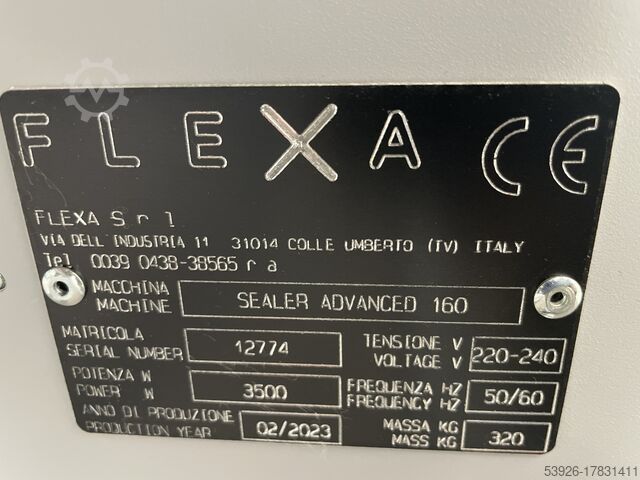 FLEXA CE
FLEXA S r l
VIA DELL'INDUSTRIA 11 31014 COLLE UMBERTO (TV) ITALY
Tel 0039 0438-38565 r a
MACCHINA
MACHINE
SEALER ADVANCED 160
MATRICOLA
SERIAL NUMBER
12774
TENSIONE V
VOLTAGE V
220-240
POTENZA W
POWER W
3500
FREQUENZA HZ
FREQUENCY HZ
50/60
ANNO DI PRODUZIONE
PRODUCTION YEAR
02/2023
MASSA KG
MASS KG
320
53926-17831411